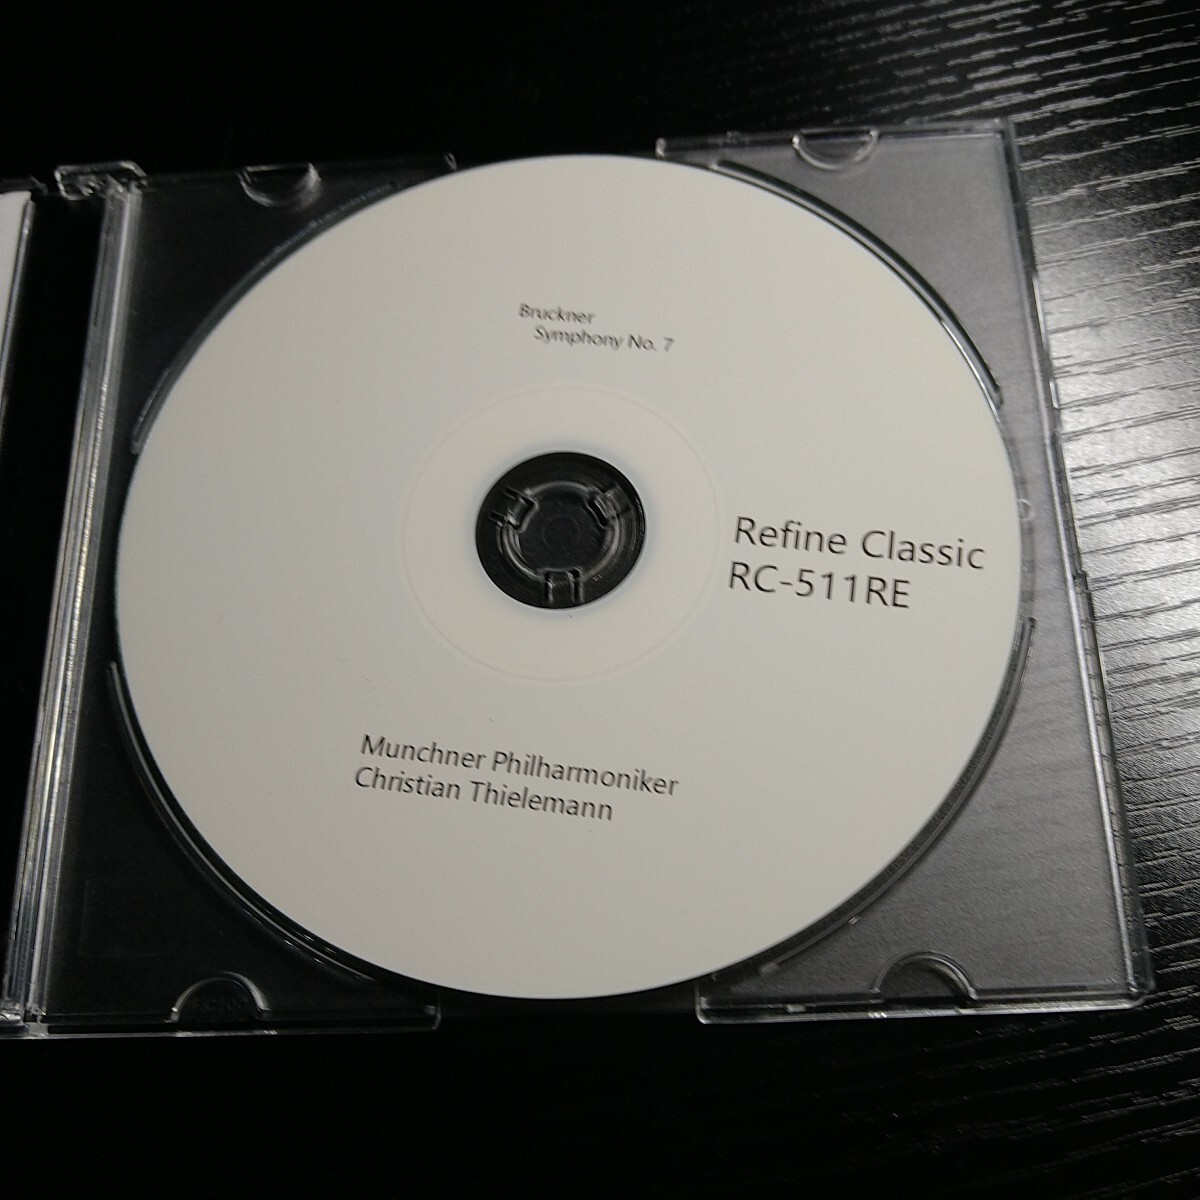 Bruckner
Symphony No. 7
Refine Classic
RC-511RE
Munchner Philharmoniker
Christian Thielemann